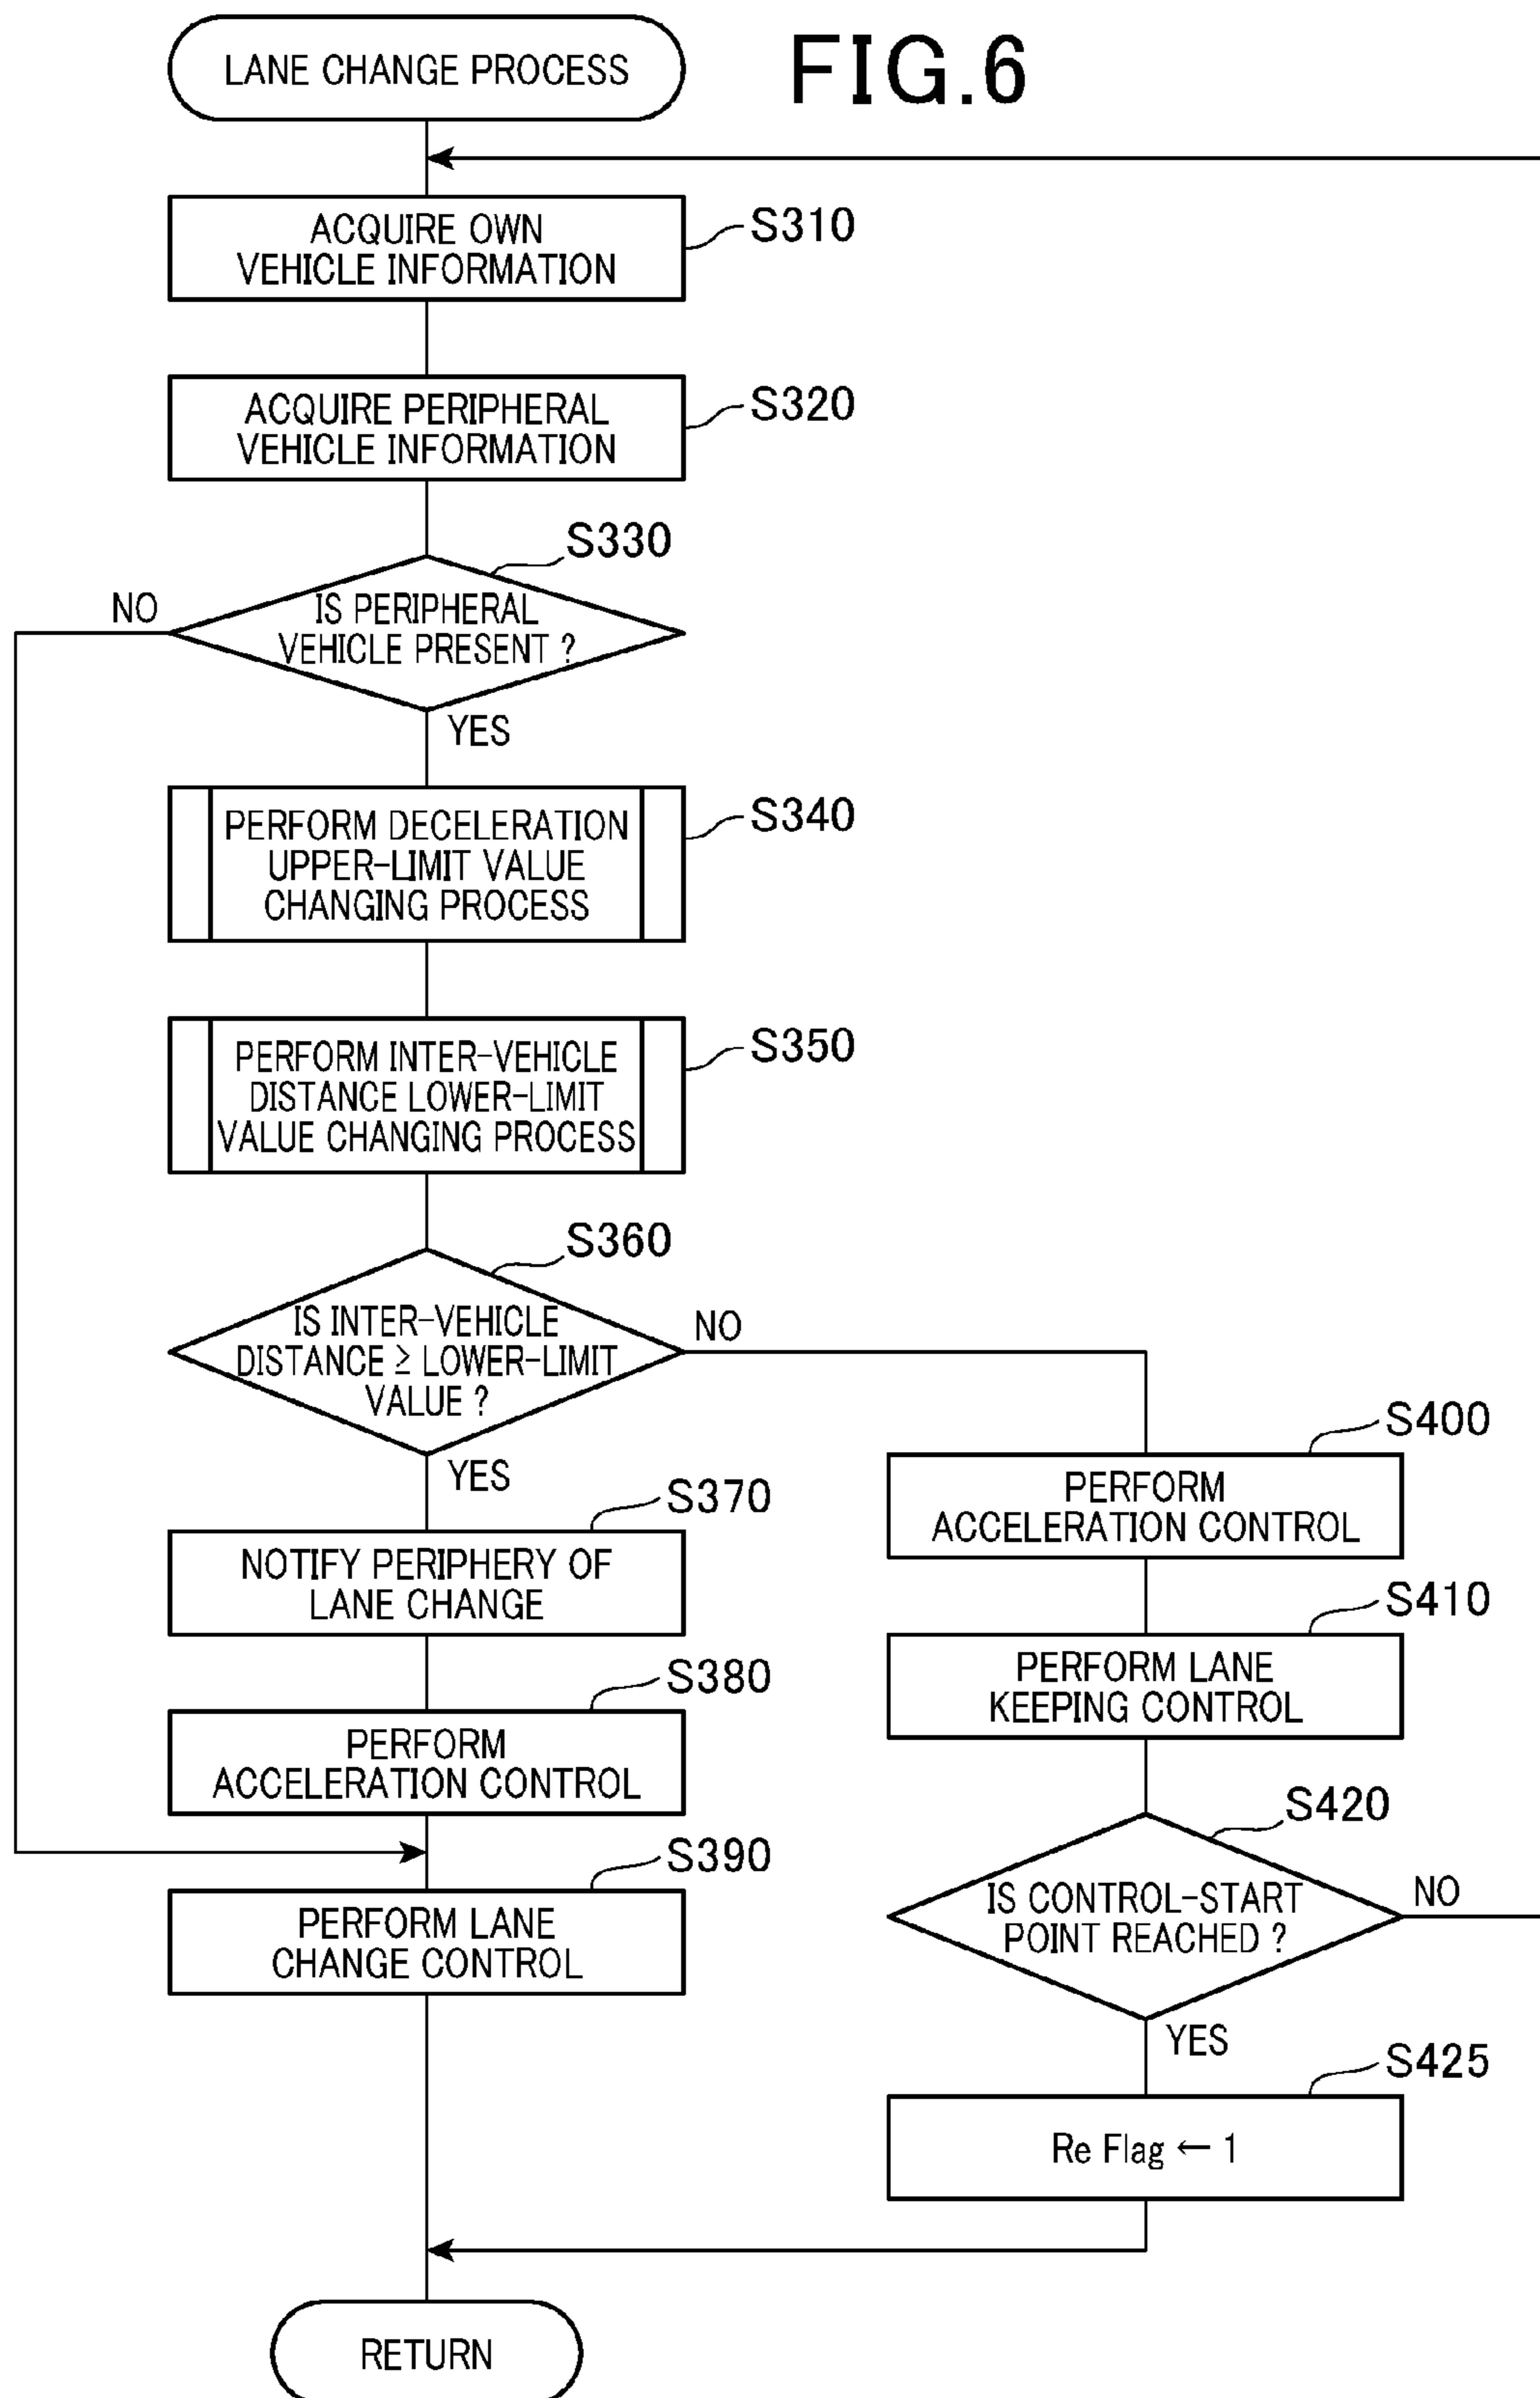 FIG.6
LANE CHANGE PROCESS
ACQUIRE OWN
VEHICLE INFORMATION
S310
ACQUIRE PERIPHERAL
VEHICLE INFORMATION
S320
S330
NO
IS PERIPHERAL
VEHICLE PRESENT ?
YES
PERFORM DECELERATION
UPPER-LIMIT VALUE
CHANGING PROCESS
S340
PERFORM INTER-VEHICLE
DISTANCE LOWER-LIMIT
VALUE CHANGING PROCESS
S350
S360
IS INTER-VEHICLE
DISTANCE ≥ LOWER-LIMIT
VALUE ?
NO
YES
S370
NOTIFY PERIPHERY OF
LANE CHANGE
S380
PERFORM
ACCELERATION CONTROL
S390
PERFORM LANE
CHANGE CONTROL
S400
PERFORM
ACCELERATION CONTROL
S410
PERFORM LANE
KEEPING CONTROL
S420
IS CONTROL-START
POINT REACHED ?
NO
YES
S425
Re Flag ← 1
RETURN